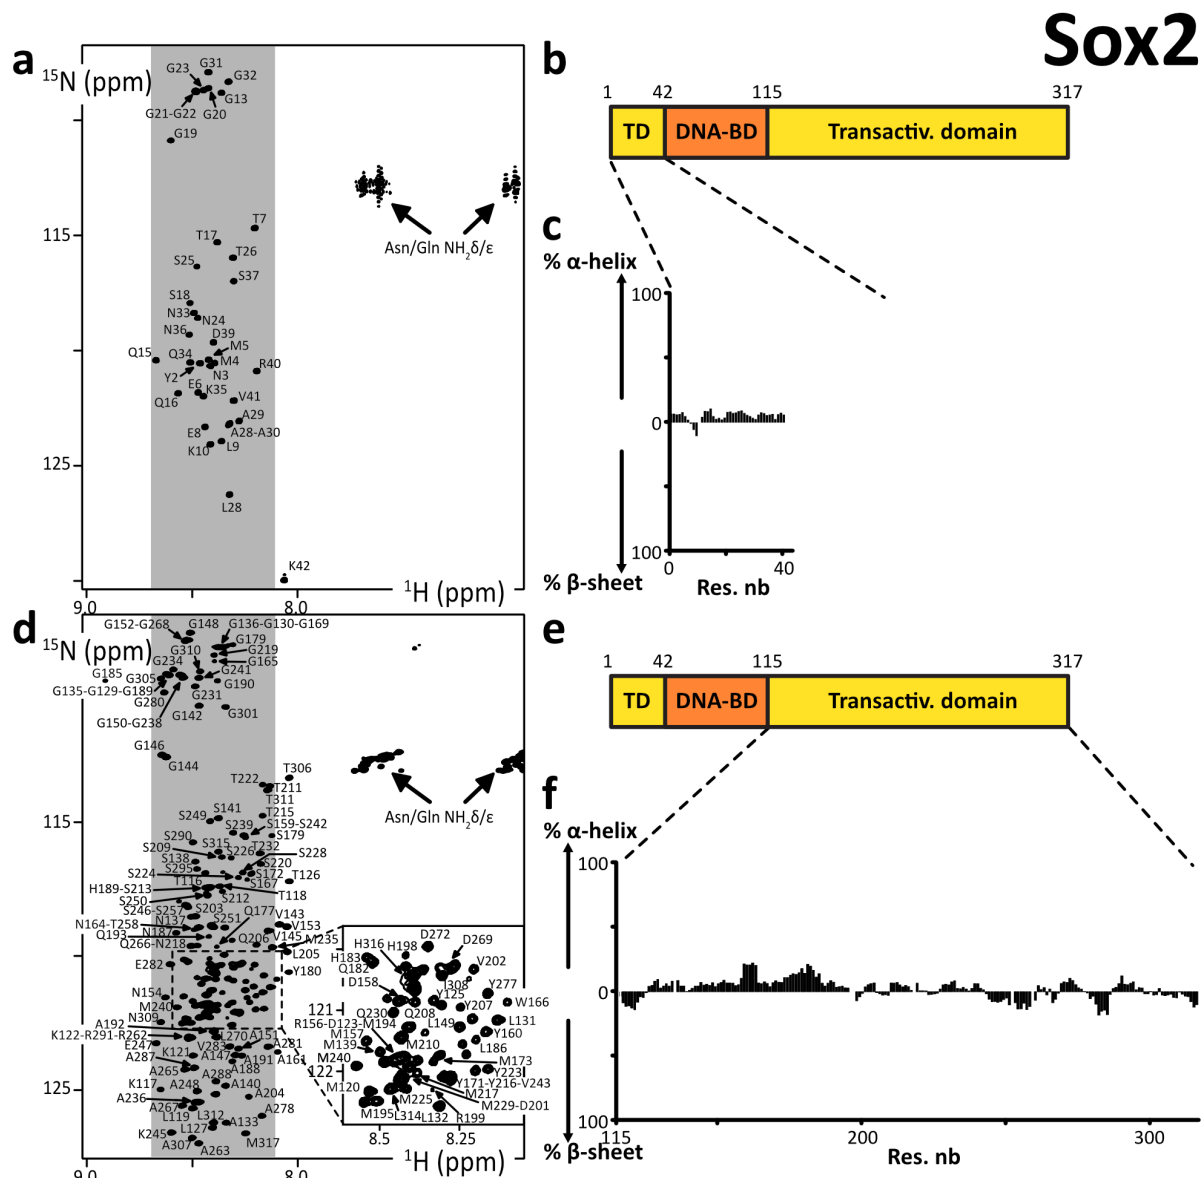 Sox2
a
15N (ppm)
G31
G23
G32
G13
G21-G22
G20
G19
T7
T17
T26
S25
S37
S18
N33
N24
N36
D39
M5
Q15
Q34
M4
R40
Y2
N3
E6
K35
Q16
V41
A29
E8
A28-A30
K10
L9
L28
K42
115
125
Asn/Gln NH2δ/ε
1H (ppm)
9.0
8.0
b
1
42
115
317
TD
DNA-BD
Transactiv. domain
c
% α-helix
100
0
100
0
40
% β-sheet
Res. nb
d
15N (ppm)
G152-G268
G148
G136-G130-G169
G179
G310
G219
G234
G165
G185
G305
G241
G190
G135-G129-G189
G280
G231
G150-G238
G142
G301
G146
G144
T306
T222
T211
T311
T215
S141
S249
S239
S159-S242
S290
S179
S315
S209
S226
T232
S228
S138
S220
S295
S224
S172
T126
T116
S167
H189-S213
T118
S250
S212
S246-S257
S203
Q177
N137
S251
V143
N164-T258
V153
N187
Q193
V145
M235
Q206
Q266-N218
L205
E282
Y180
N154
M240
N309
A192
K122-R291-R262
L270
A151
E247
V283
A281
K121
A147
A191
A161
A287
A188
A265
A288
K117
A248
A140
A204
A236
A267
A278
L119
L312
A133
L127
K245
M317
A307
A263
115
125
Asn/Gln NH2δ/ε
D272
H316
H198
D269
H183
V202
Q182
I308
Y277
D158
Y125
W166
121
Q230
Q208
Y207
L131
R156-D123-M194
L149
Y160
M157
M210
M139
L186
M240
M173
122
Y223
Y171-Y216-V243
M120
M217
M225
M229-D201
M195
L314
L132
R199
8.5
8.25
1H (ppm)
9.0
8.0
e
1
42
115
317
TD
DNA-BD
Transactiv. domain
f
% α-helix
100
0
100
115
200
300
% β-sheet
Res. nb